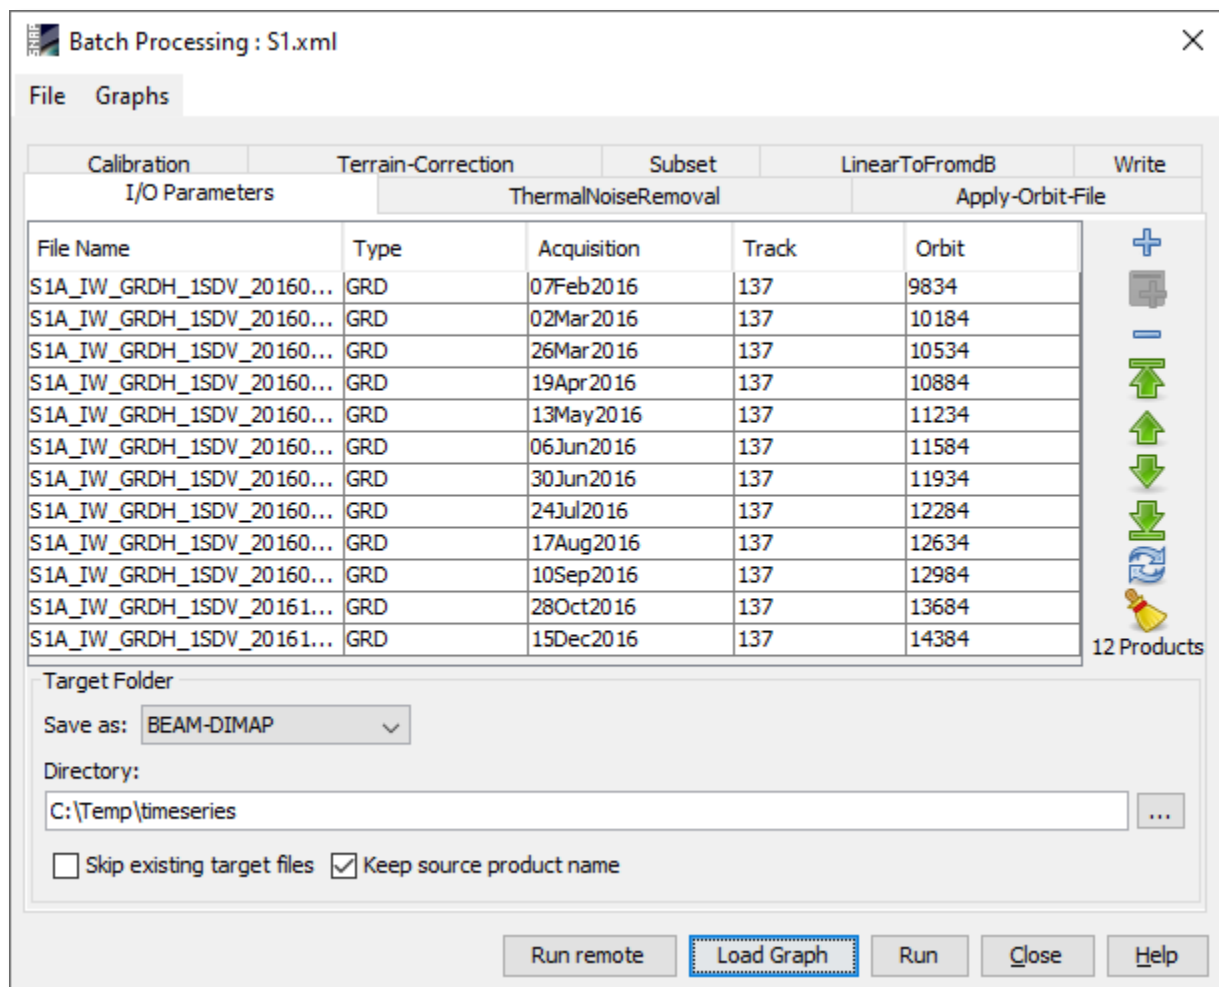 SNAP Batch Processing : S1.xml
File Graphs
Calibration Terrain-Correction Subset LinearToFromdB Write
I/O Parameters ThermalNoiseRemoval Apply-Orbit-File
File Name Type Acquisition Track Orbit
S1A_IW_GRDH_1SDV_20160... GRD 07Feb2016 137 9834
S1A_IW_GRDH_1SDV_20160... GRD 02Mar2016 137 10184
S1A_IW_GRDH_1SDV_20160... GRD 26Mar2016 137 10534
S1A_IW_GRDH_1SDV_20160... GRD 19Apr2016 137 10884
S1A_IW_GRDH_1SDV_20160... GRD 13May2016 137 11234
S1A_IW_GRDH_1SDV_20160... GRD 06Jun2016 137 11584
S1A_IW_GRDH_1SDV_20160... GRD 30Jun2016 137 11934
S1A_IW_GRDH_1SDV_20160... GRD 24Jul2016 137 12284
S1A_IW_GRDH_1SDV_20160... GRD 17Aug2016 137 12634
S1A_IW_GRDH_1SDV_20160... GRD 10Sep2016 137 12984
S1A_IW_GRDH_1SDV_20161... GRD 28Oct2016 137 13684
S1A_IW_GRDH_1SDV_20161... GRD 15Dec2016 137 14384
12 Products
Target Folder
Save as: BEAM-DIMAP
Directory:
C:\Temp\timeseries ...
Skip existing target files Keep source product name
Run remote Load Graph Run Close Help